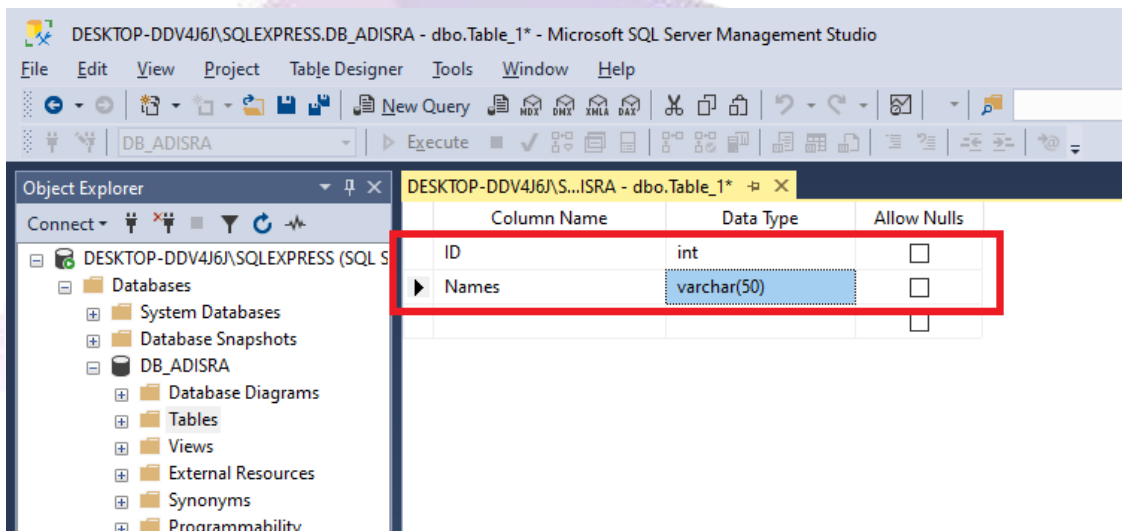 DESKTOP-DDV4J6J\SQLEXPRESS.DB_ADISRA - dbo.Table_1* - Microsoft SQL Server Management Studio
File Edit View Project Table Designer Tools Window Help
New Query MDX DMX XMLA DAX
DB_ADISRA Execute
Object Explorer
Connect
DESKTOP-DDV4J6J\SQLEXPRESS (SQL S
Databases
System Databases
Database Snapshots
DB_ADISRA
Database Diagrams
Tables
Views
External Resources
Synonyms
Programmability
DESKTOP-DDV4J6J\S...ISRA - dbo.Table_1*
Column Name Data Type Allow Nulls
ID int
Names varchar(50)